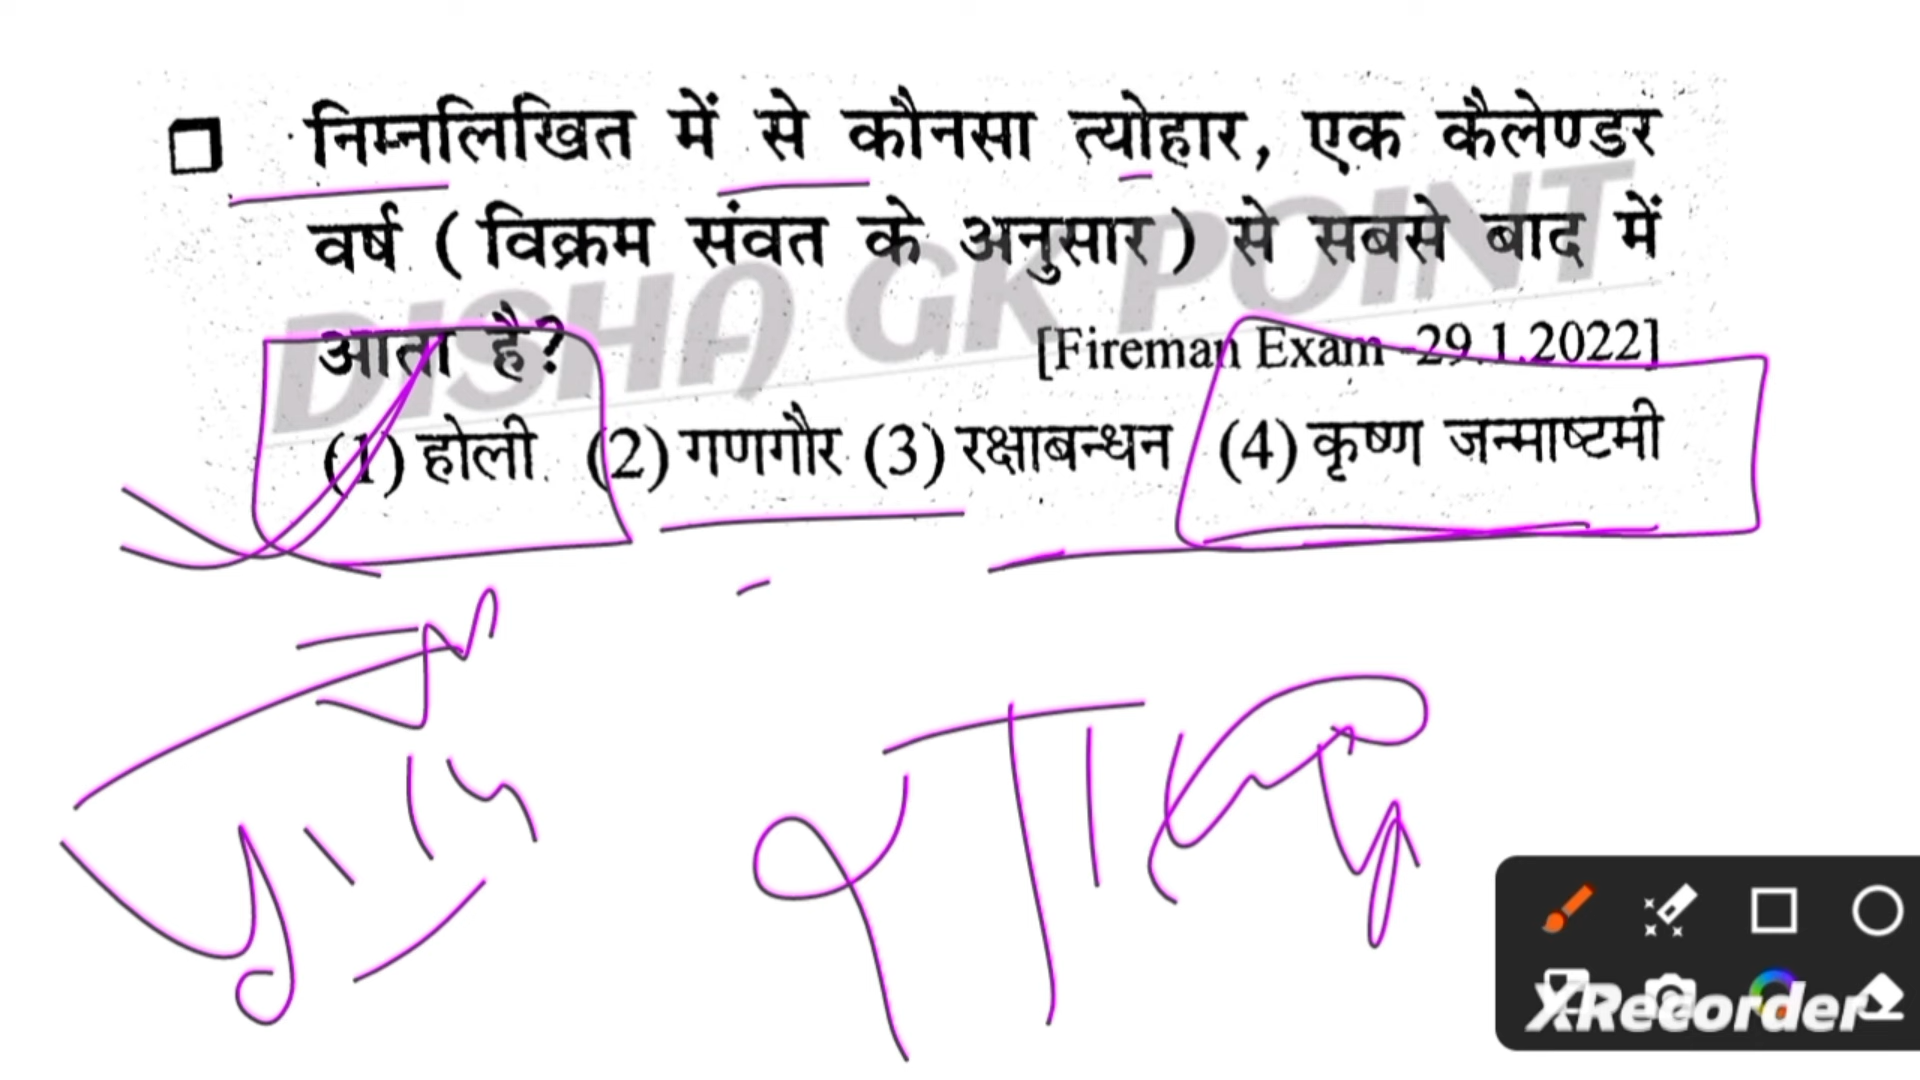 निम्नलिखित में से कौनसा त्योहार, एक कैलेण्डर
वर्ष ( विक्रम संवत के अनुसार ) से सबसे बाद में
आता है? [Fireman Exam -29.1.2022]
(1) होली (2) गणगौर (3) रक्षाबन्धन (4) कृष्ण जन्माष्टमी
DISHA GK POINT
XRecorder